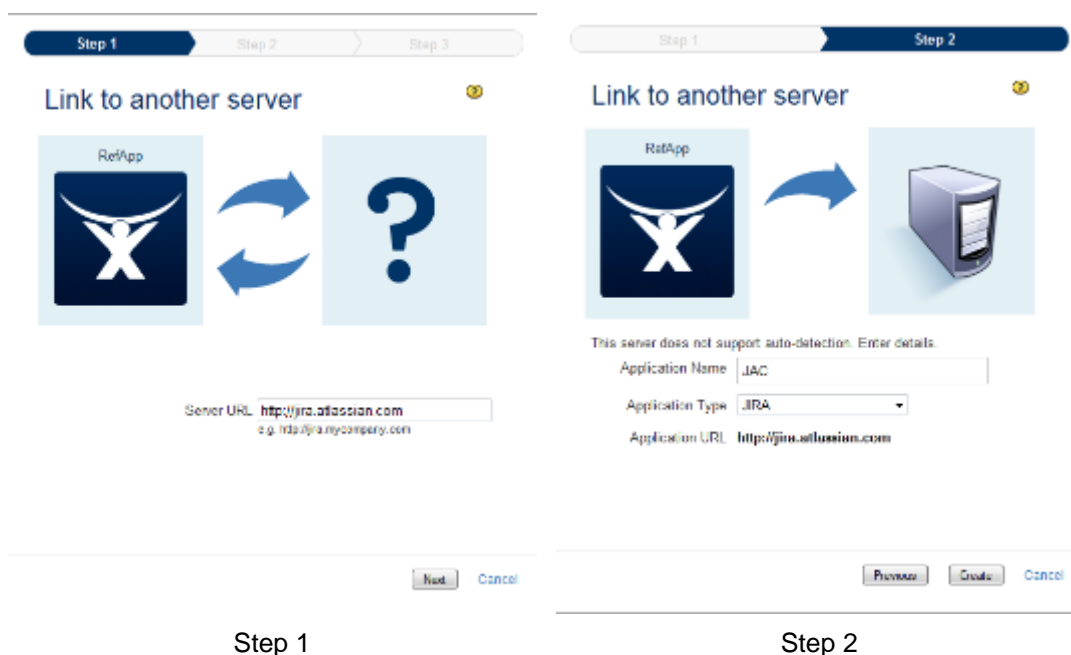 Step 1
Step 2
Step 3
Link to another server
RefApp
?
Server URL http://jira.atlassian.com
e.g. http://jira.mycompany.com
Next
Cancel
Step 1
Step 1
Step 2
Link to another server
RefApp
This server does not support auto-detection. Enter details.
Application Name JAC
Application Type JIRA
Application URL http://jira.atlassian.com
Previous
Create
Cancel
Step 2